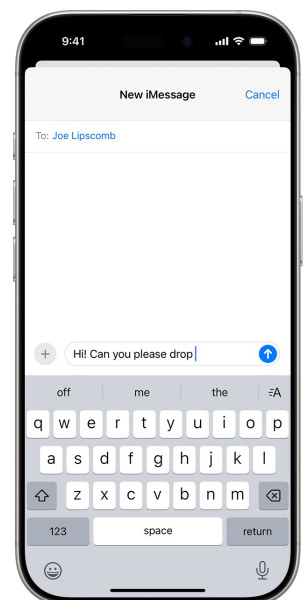 9:41
New iMessage
Cancel
To: Joe Lipscomb
Hi! Can you please drop
off me the
q w e r t y u i o p
a s d f g h j k l
z x c v b n m
123 space return